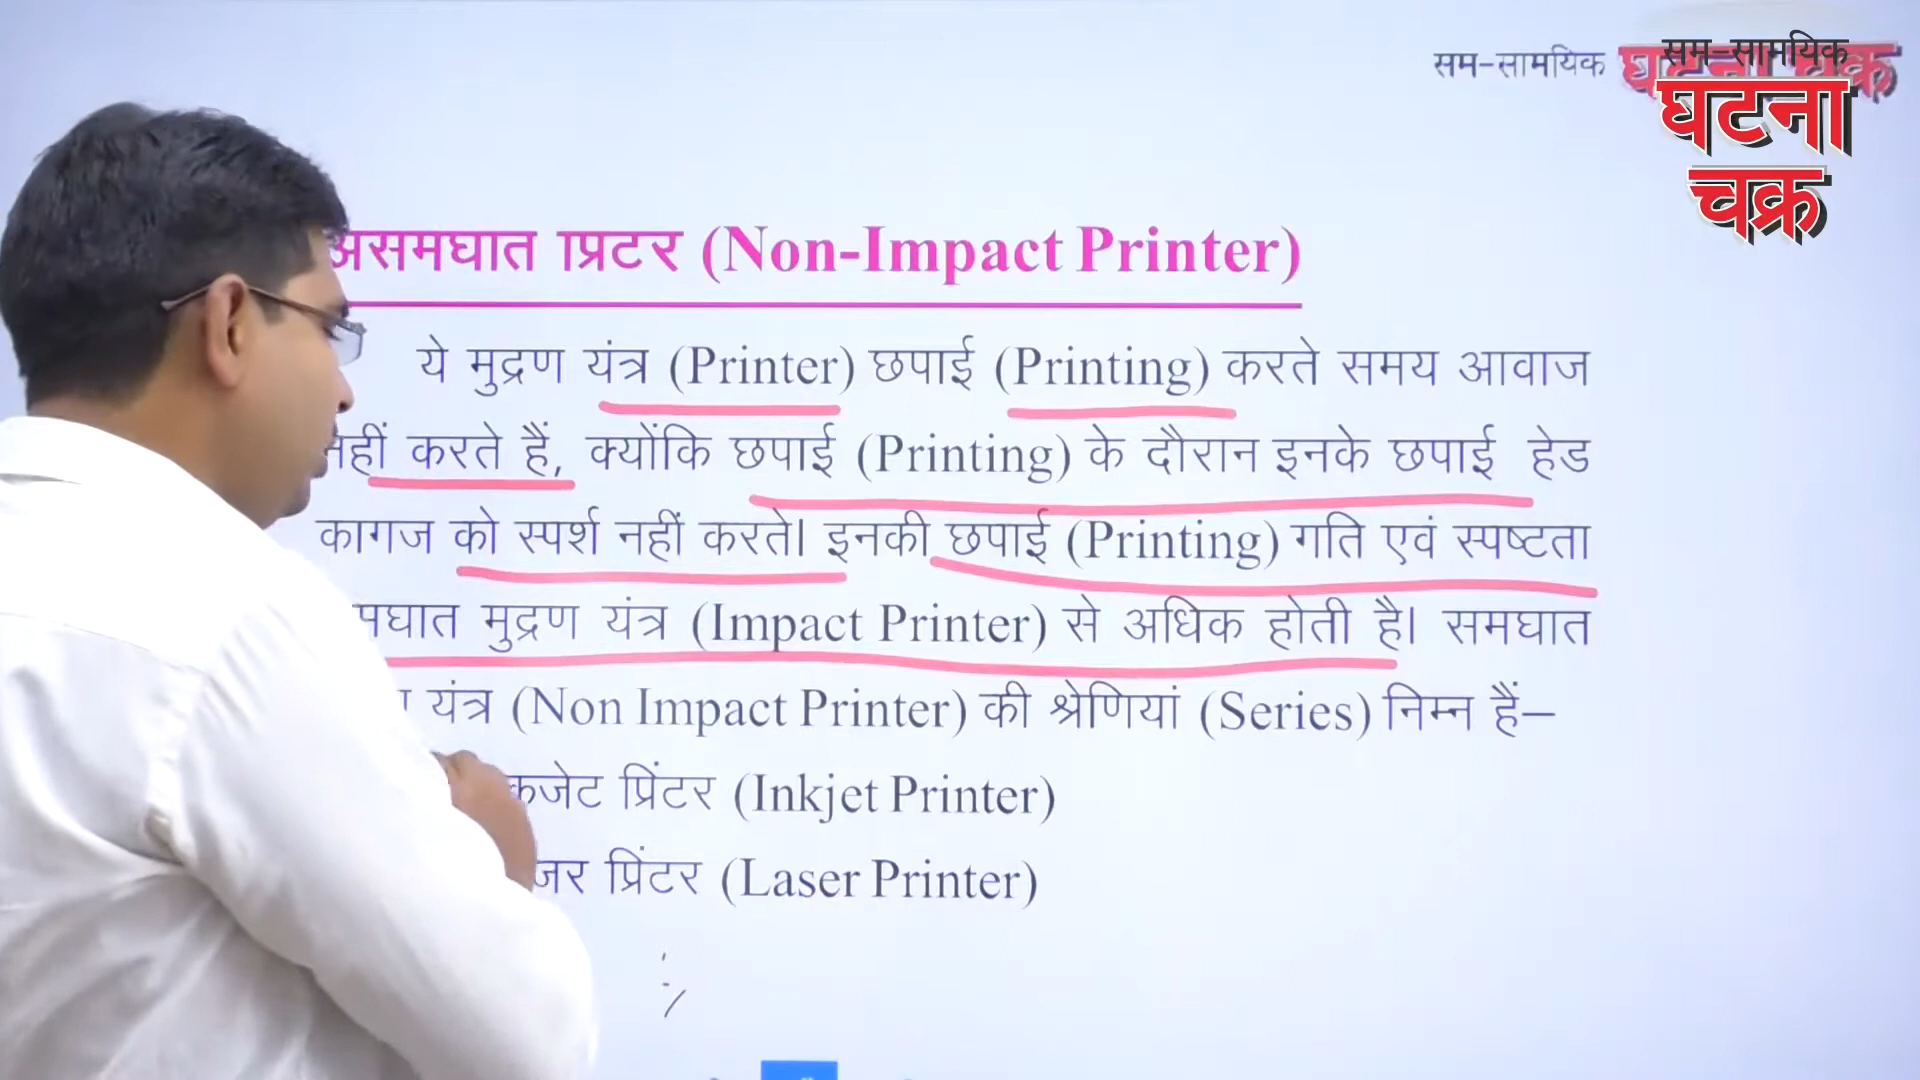 सम-सामयिक
सम-सामयिक
घटना
चक्र
असमघात प्रिंटर (Non-Impact Printer)
ये मुद्रण यंत्र (Printer) छपाई (Printing) करते समय आवाज
नहीं करते हैं, क्योंकि छपाई (Printing) के दौरान इनके छपाई हेड
कागज को स्पर्श नहीं करते। इनकी छपाई (Printing) गति एवं स्पष्टता
मुद्रण यंत्र (Impact Printer) से अधिक होती है। समघात
यंत्र (Non Impact Printer) की श्रेणियां (Series) निम्न हैं–
प्रिंटर (Inkjet Printer)
प्रिंटर (Laser Printer)